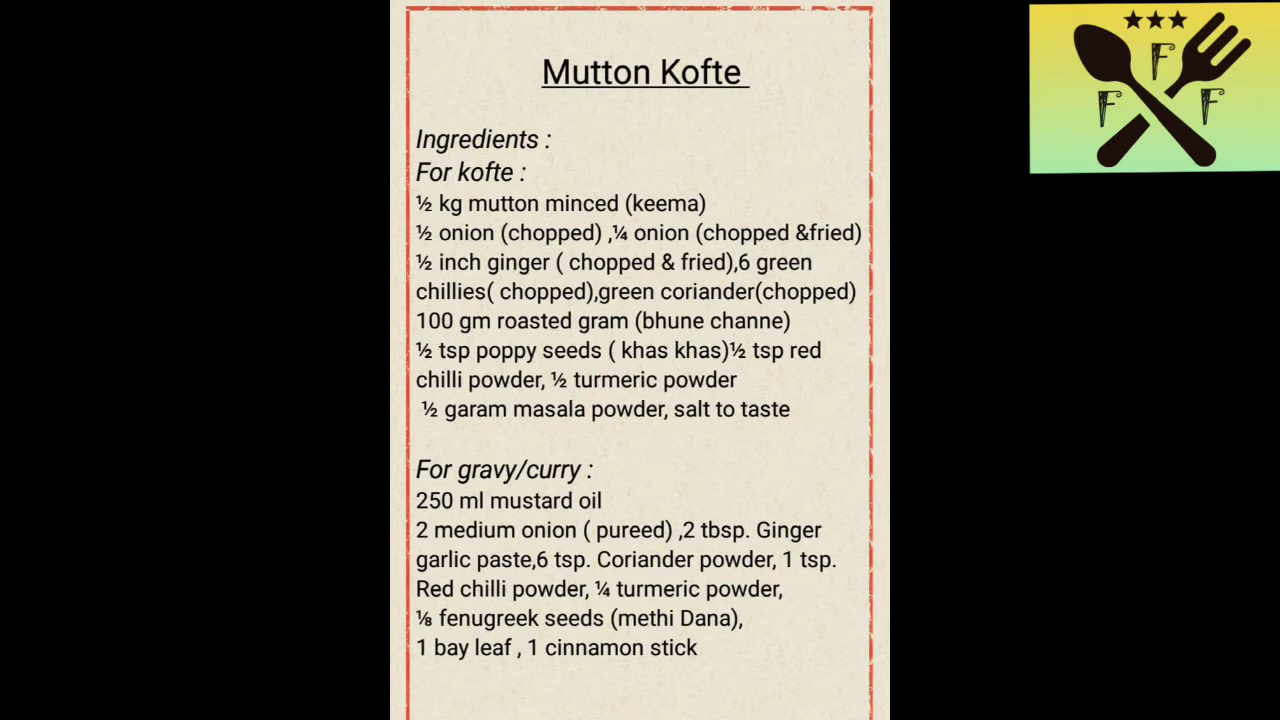 Mutton Kofte
Ingredients :
For kofte :
½ kg mutton minced (keema)
½ onion (chopped) ,¼ onion (chopped &fried)
½ inch ginger ( chopped & fried),6 green
chillies( chopped),green coriander(chopped)
100 gm roasted gram (bhune channe)
½ tsp poppy seeds ( khas khas)½ tsp red
chilli powder, ½ turmeric powder
½ garam masala powder, salt to taste
For gravy/curry :
250 ml mustard oil
2 medium onion ( pureed) ,2 tbsp. Ginger
garlic paste,6 tsp. Coriander powder, 1 tsp.
Red chilli powder, ¼ turmeric powder,
⅛ fenugreek seeds (methi Dana),
1 bay leaf , 1 cinnamon stick
F
F F